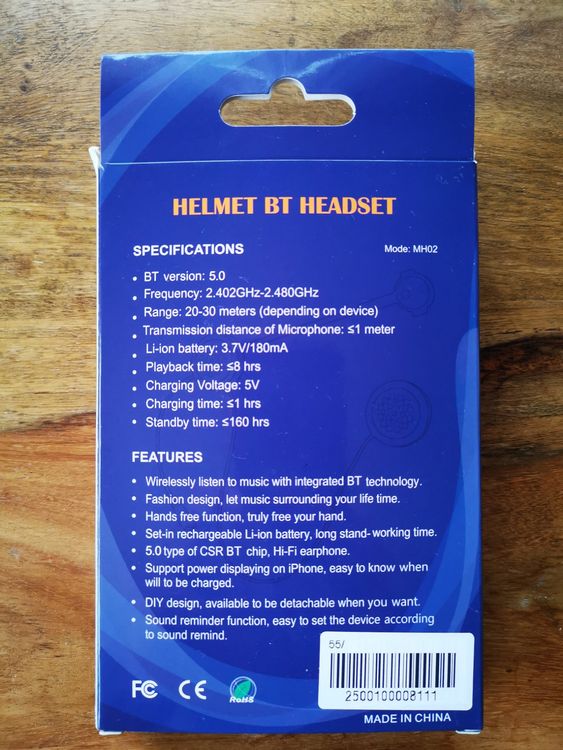 HELMET BT HEADSET
SPECIFICATIONS
Mode: MH02
• BT version: 5.0
• Frequency: 2.402GHz-2.480GHz
• Range: 20-30 meters (depending on device)
• Transmission distance of Microphone: ≤1 meter
• Li-ion battery: 3.7V/180mA
• Playback time: ≤8 hrs
• Charging Voltage: 5V
• Charging time: ≤1 hrs
• Standby time: ≤160 hrs
FEATURES
• Wirelessly listen to music with integrated BT technology.
• Fashion design, let music surrounding your life time.
• Hands free function, truly free your hand.
• Set-in rechargeable Li-ion battery, long stand-working time.
• 5.0 type of CSR BT chip, Hi-Fi earphone.
• Support power displaying on iPhone, easy to know when
will to be charged.
• DIY design, available to be detachable when you want.
• Sound reminder function, easy to set the device according
to sound remind.
55/
2500100008111
FC CE RoHS
MADE IN CHINA